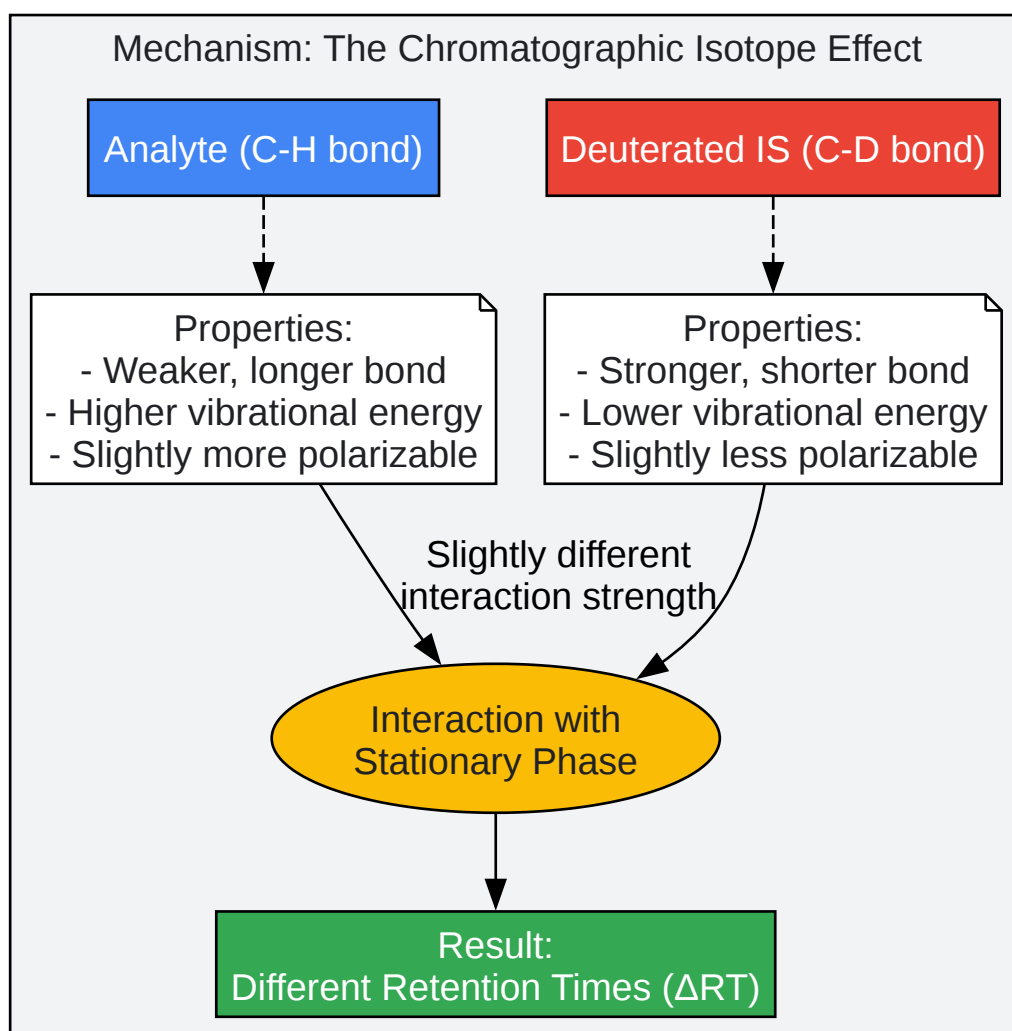 Mechanism: The Chromatographic Isotope Effect
Analyte (C-H bond)
Deuterated IS (C-D bond)
Properties:
- Weaker, longer bond
- Higher vibrational energy
- Slightly more polarizable
Properties:
- Stronger, shorter bond
- Lower vibrational energy
- Slightly less polarizable
Slightly different
interaction strength
Interaction with
Stationary Phase
Result:
Different Retention Times (ΔRT)